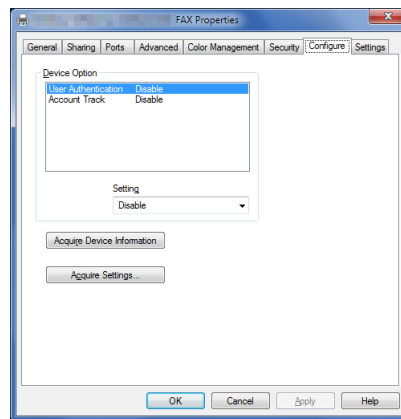 FAX Properties
General Sharing Ports Advanced Color Management Security Configure Settings
Device Option
User Authentication Disable
Account Track Disable
Setting
Disable
Acquire Device Information
Acquire Settings...
OK Cancel Apply Help